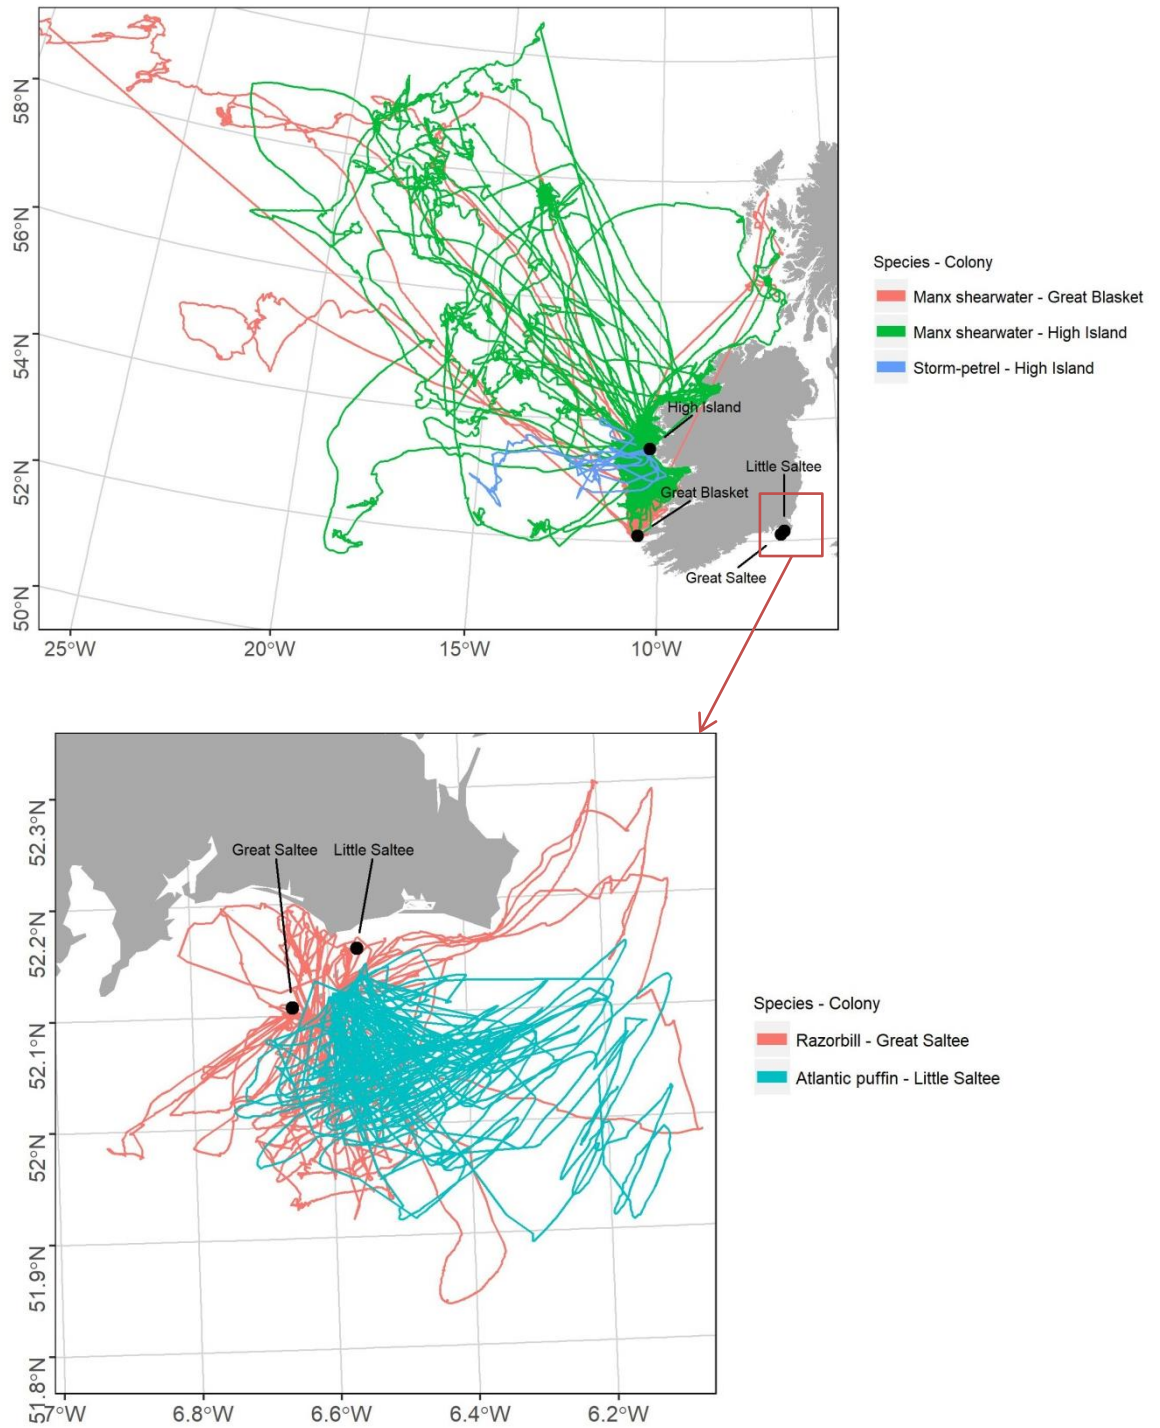 58°N
56°N
54°N
52°N
50°N
25°W
20°W
15°W
10°W
High Island
Little Saltee
Great Blasket
Great Saltee
Species - Colony
Manx shearwater - Great Blasket
Manx shearwater - High Island
Storm-petrel - High Island
52.3°N
52.2°N
52.1°N
52°N
51.9°N
51.8°N
7°W
6.8°W
6.6°W
6.4°W
6.2°W
Great Saltee
Little Saltee
Species - Colony
Razorbill - Great Saltee
Atlantic puffin - Little Saltee